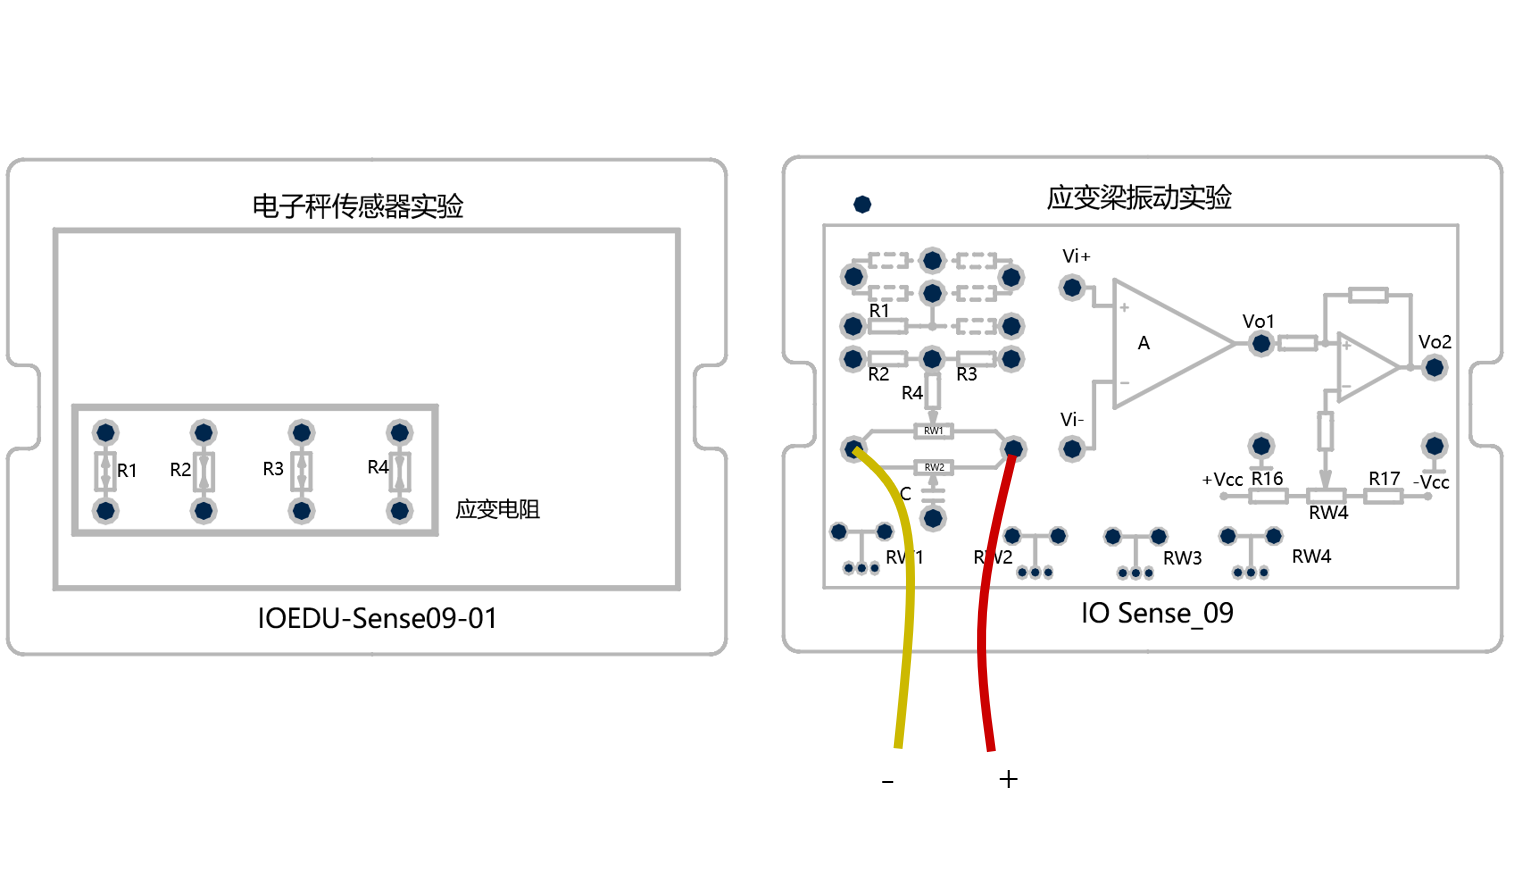 电子秤传感器实验
R1
R2
R3
R4
应变电阻
IOEDU-Sense09-01
应变梁振动实验
Vi+
R1
+
A
Vo1
+
Vo2
R2
R3
R4
−
−
Vi-
RW1
RW2
C
+Vcc
R16
R17
-Vcc
RW4
RW1
RW2
RW3
RW4
IO Sense_09
-
+